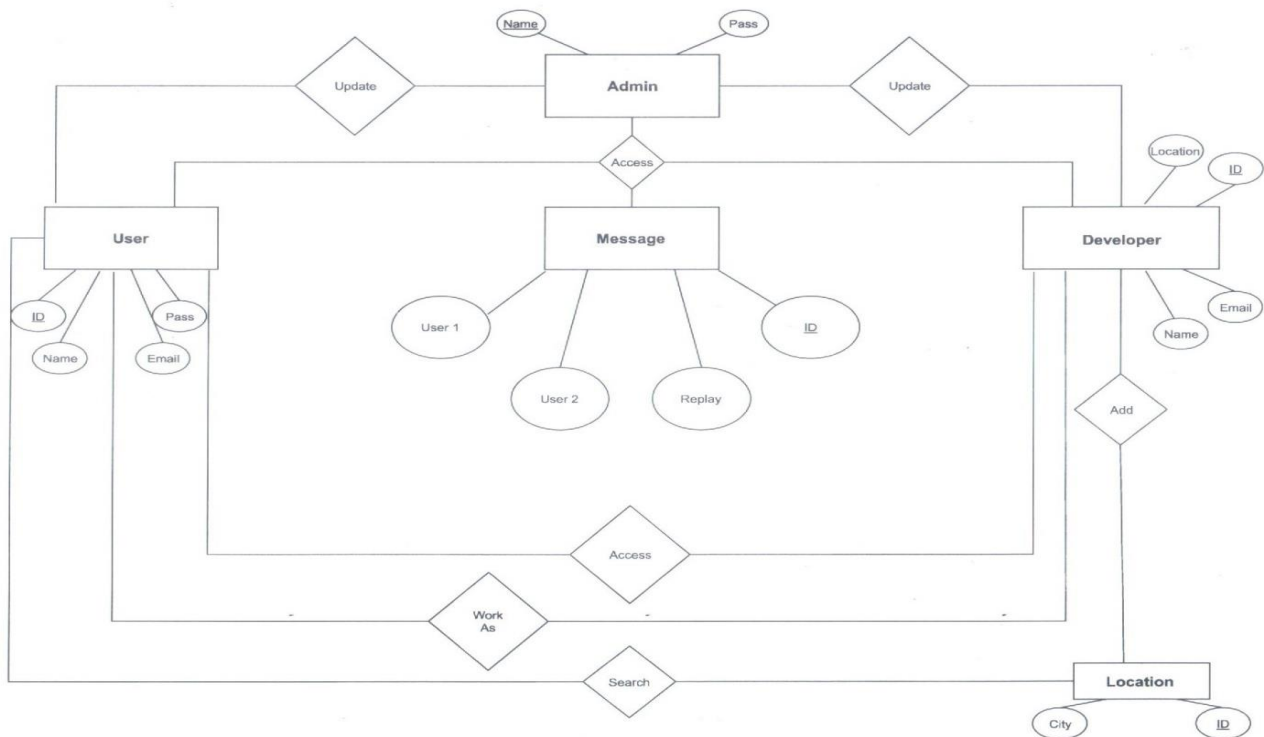 Name
Pass
Update
Admin
Update
Access
Location
ID
User
Message
Developer
ID
Pass
User 1
ID
Email
Name
Email
Name
User 2
Replay
Add
Access
Work
As
Search
Location
City
ID